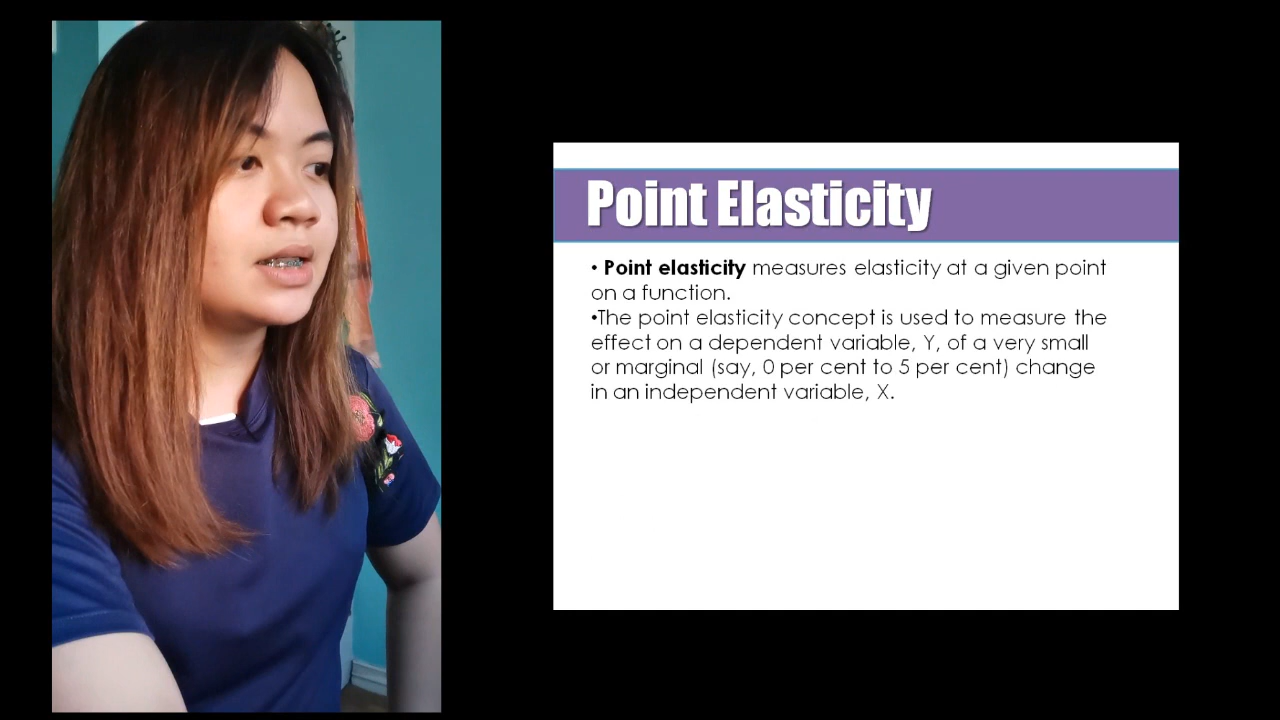 Point Elasticity
• Point elasticity measures elasticity at a given point
on a function.
•The point elasticity concept is used to measure the
effect on a dependent variable, Y, of a very small
or marginal (say, 0 per cent to 5 per cent) change
in an independent variable, X.